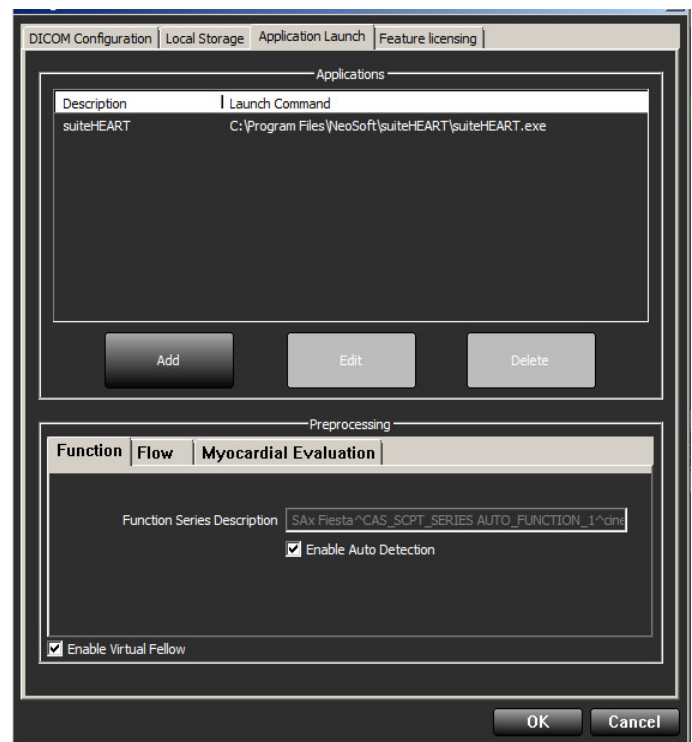 DICOM Configuration Local Storage Application Launch Feature licensing
Applications
Description Launch Command
suiteHEART C:\Program Files\NeoSoft\suiteHEART\suiteHEART.exe
Add Edit Delete
Preprocessing
Function Flow Myocardial Evaluation
Function Series Description SAx Fiesta^CAS_SCPT_SERIES AUTO_FUNCTION_1^cine
Enable Auto Detection
Enable Virtual Fellow
OK Cancel